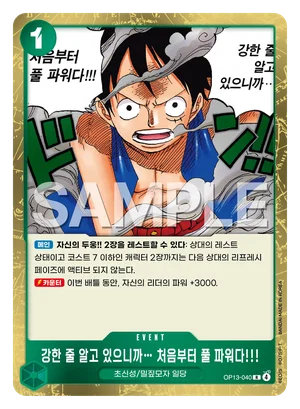 1
처음부터
풀 파워다!!!
강한 줄
알고
있으니까…
SAMPLE
메인 자신의 두웅!! 2장을 레스트할 수 있다: 상대의 레스트
상태이고 코스트 7 이하인 캐릭터 2장까지는 다음 상대의 리프레시
페이즈에 액티브 되지 않는다.
카운터 이번 배틀 동안, 자신의 리더의 파워 +3000.
EVENT
강한 줄 알고 있으니까… 처음부터 풀 파워다!!!
초신성/밀짚모자 일당
OP13-040 R 4